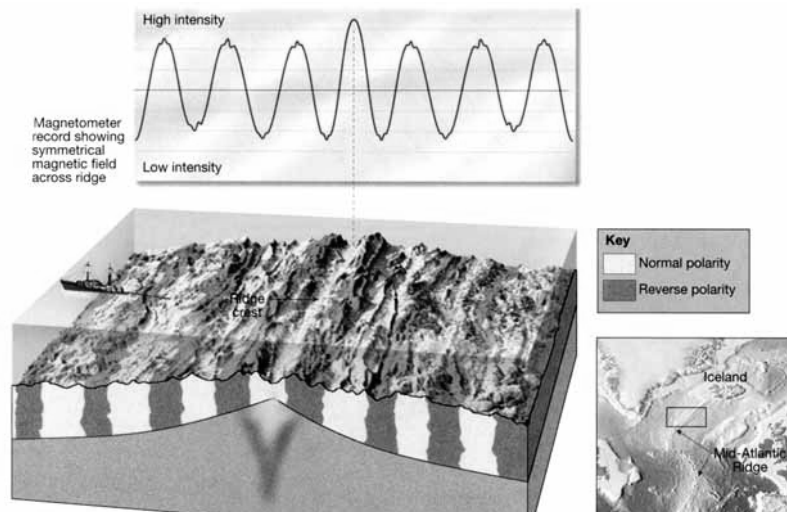 High intensity
Magnetometer
record showing
symmetrical
magnetic field
across ridge
Low intensity
Ridge
crest
Key
Normal polarity
Reverse polarity
Iceland
Mid-Atlantic
Ridge